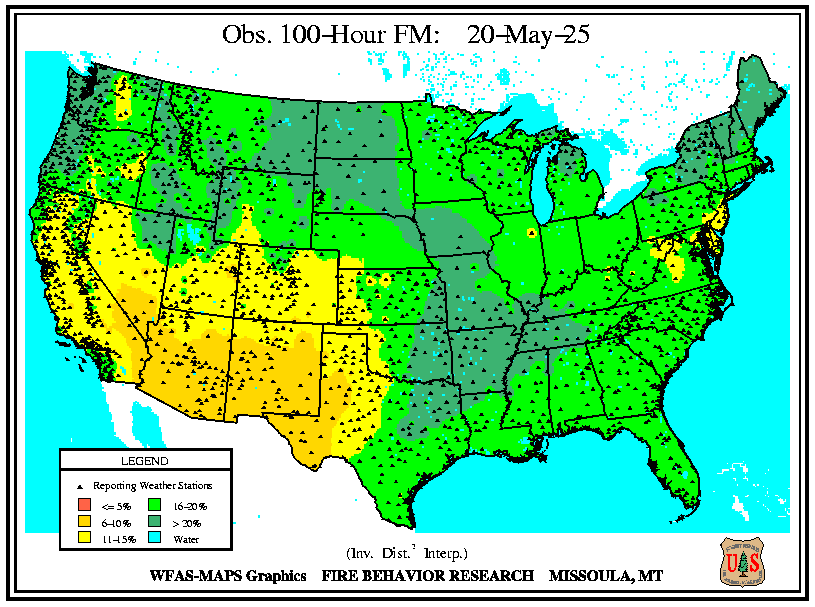 Obs. 100-Hour FM: 20-May-25
LEGEND
Reporting Weather Stations
<= 5% 16-20%
6-10% > 20%
11-15% Water
(Inv. Dist.² Interp.)
WFAS-MAPS Graphics FIRE BEHAVIOR RESEARCH MISSOULA, MT
U S